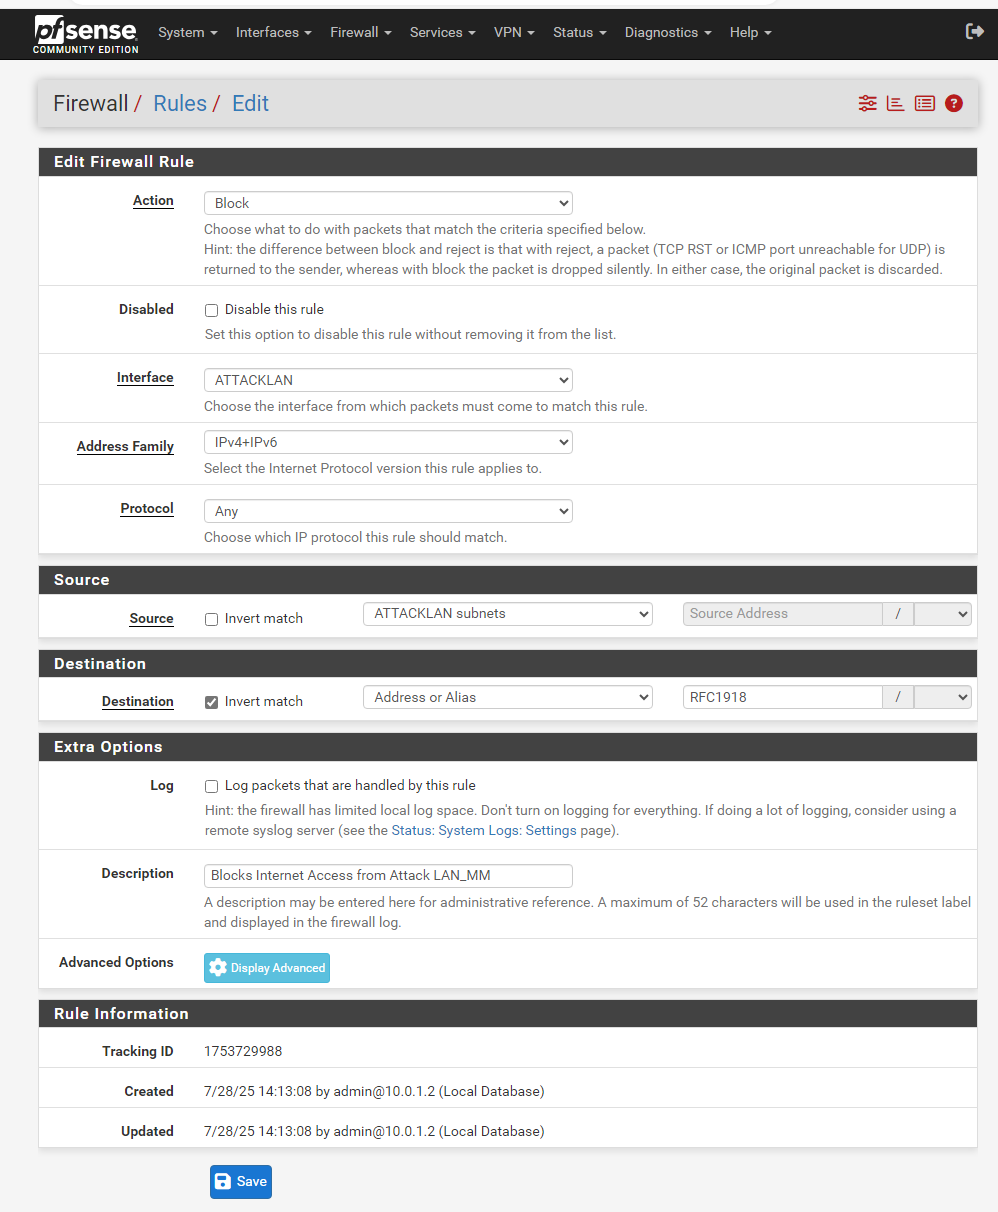 pfsense
COMMUNITY EDITION
System Interfaces Firewall Services VPN Status Diagnostics Help
Firewall / Rules / Edit
Edit Firewall Rule
Action
Block
Choose what to do with packets that match the criteria specified below.
Hint: the difference between block and reject is that with reject, a packet (TCP RST or ICMP port unreachable for UDP) is
returned to the sender, whereas with block the packet is dropped silently. In either case, the original packet is discarded.
Disabled
Disable this rule
Set this option to disable this rule without removing it from the list.
Interface
ATTACKLAN
Choose the interface from which packets must come to match this rule.
Address Family
IPv4+IPv6
Select the Internet Protocol version this rule applies to.
Protocol
Any
Choose which IP protocol this rule should match.
Source
Source
Invert match
ATTACKLAN subnets
Source Address
/
Destination
Destination
Invert match
Address or Alias
RFC1918
/
Extra Options
Log
Log packets that are handled by this rule
Hint: the firewall has limited local log space. Don't turn on logging for everything. If doing a lot of logging, consider using a
remote syslog server (see the Status: System Logs: Settings page).
Description
Blocks Internet Access from Attack LAN_MM
A description may be entered here for administrative reference. A maximum of 52 characters will be used in the ruleset label
and displayed in the firewall log.
Advanced Options
Display Advanced
Rule Information
Tracking ID
1753729988
Created
7/28/25 14:13:08 by admin@10.0.1.2 (Local Database)
Updated
7/28/25 14:13:08 by admin@10.0.1.2 (Local Database)
Save